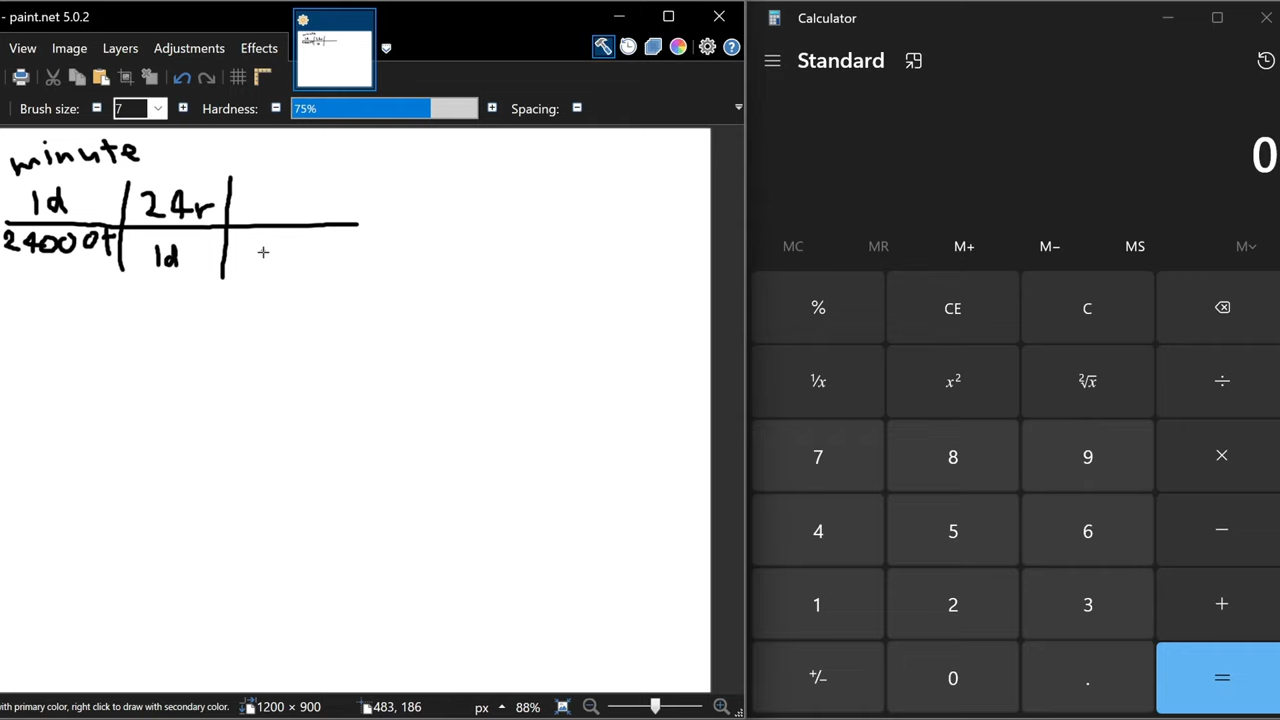 - paint.net 5.0.2
View Image Layers Adjustments Effects
Brush size: 7 Hardness: 75% Spacing:
minute
1d 24r
24000t 1d
with primary color, right click to draw with secondary color. 1200 × 900 483, 186 px 88%
Calculator
Standard
0
MC MR M+ M− MS M
% CE C
¹/x x² ²√x ÷
7 8 9 ×
4 5 6 −
1 2 3 +
+/− 0 . =